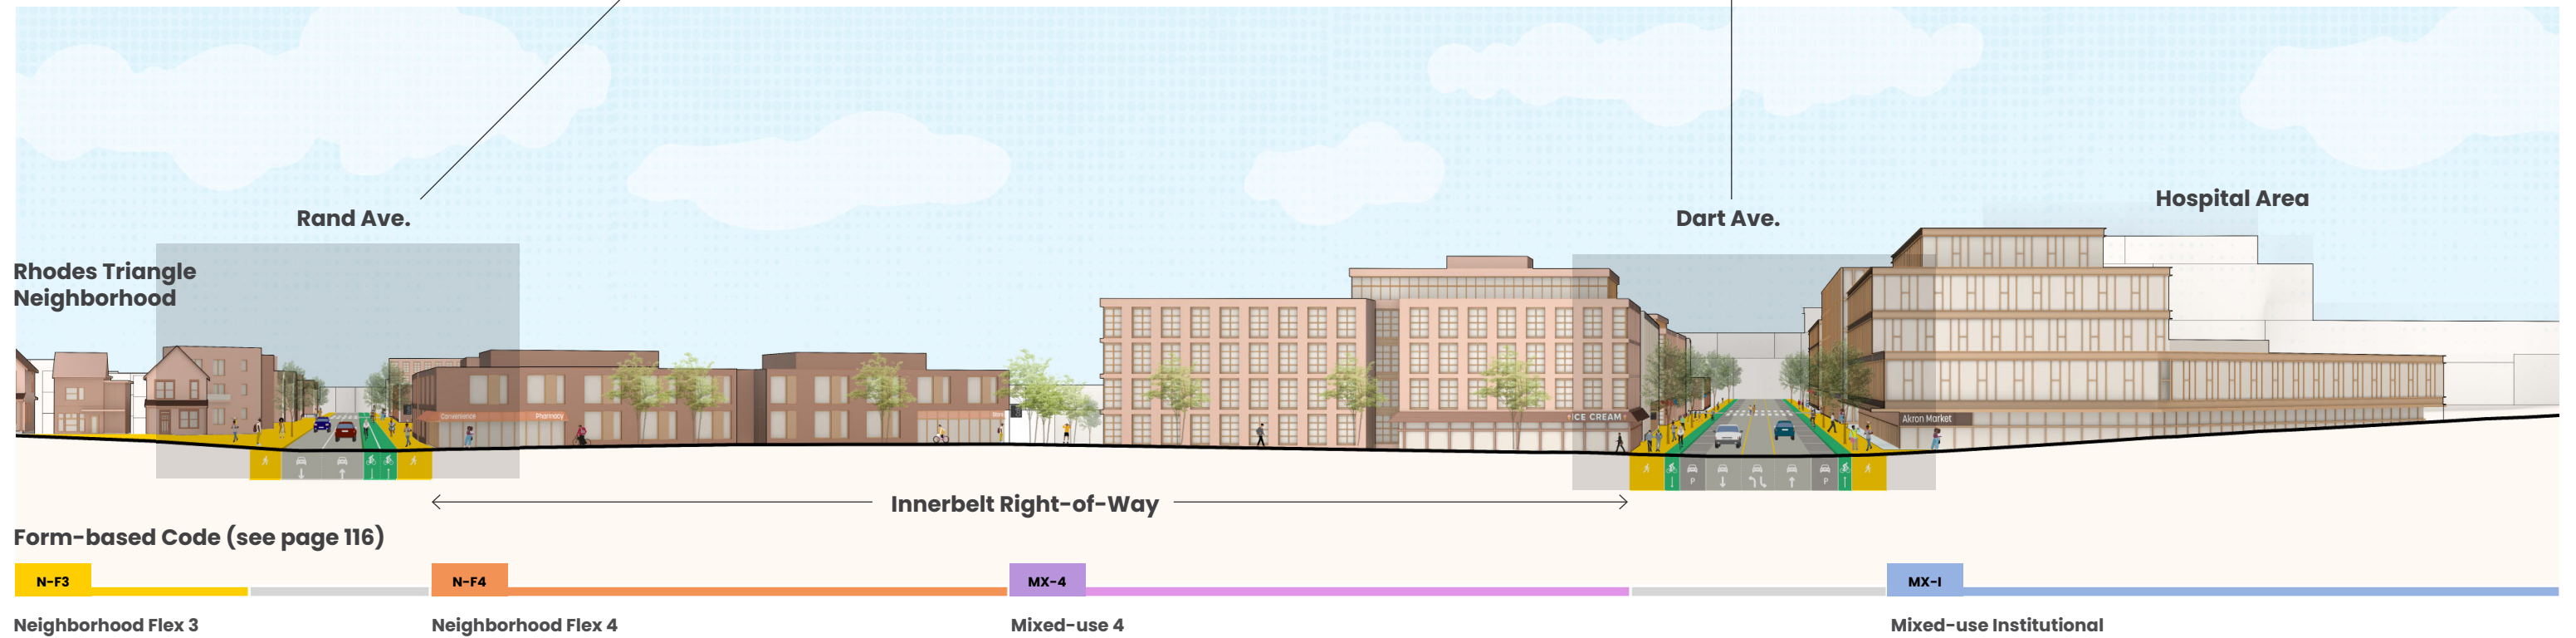 Hospital Area
Rand Ave.
Dart Ave.
Rhodes Triangle
Neighborhood
Convenience
Pharmacy
ICE CREAM
Akron Market
P
P
Innerbelt Right-of-Way
Form-based Code (see page 116)
N-F3
N-F4
MX-4
MX-I
Neighborhood Flex 3
Neighborhood Flex 4
Mixed-use 4
Mixed-use Institutional